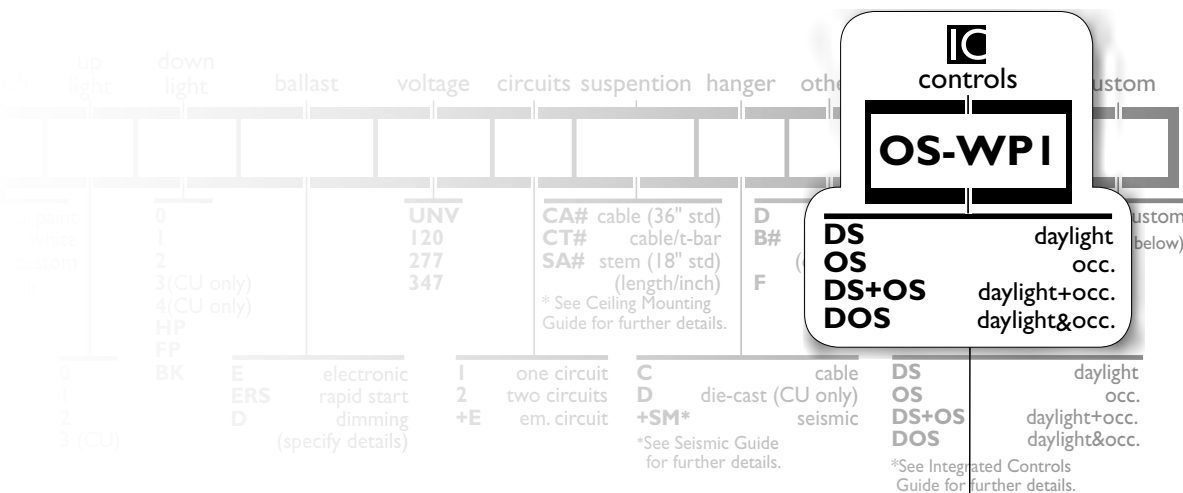 IC
controls
up
light
down
light
ballast
voltage
circuits
suspention
hanger
othe
ustom
OS-WP1
0
1
2
3(CU only)
4(CU only)
HP
FP
BK
UNV
120
277
347
CA# cable (36" std)
CT# cable/t-bar
SA# stem (18" std)
(length/inch)
* See Ceiling Mounting
Guide for further details.
D
B#
F
DS daylight
OS occ.
DS+OS daylight+occ.
DOS daylight&occ.
ustom
below)
0
1
2
3 (CU)
E electronic
ERS rapid start
D dimming
(specify details)
1 one circuit
2 two circuits
+E em. circuit
C cable
D die-cast (CU only)
+SM* seismic
*See Seismic Guide
for further details.
DS daylight
OS occ.
DS+OS daylight+occ.
DOS daylight&occ.
*See Integrated Controls
Guide for further details.